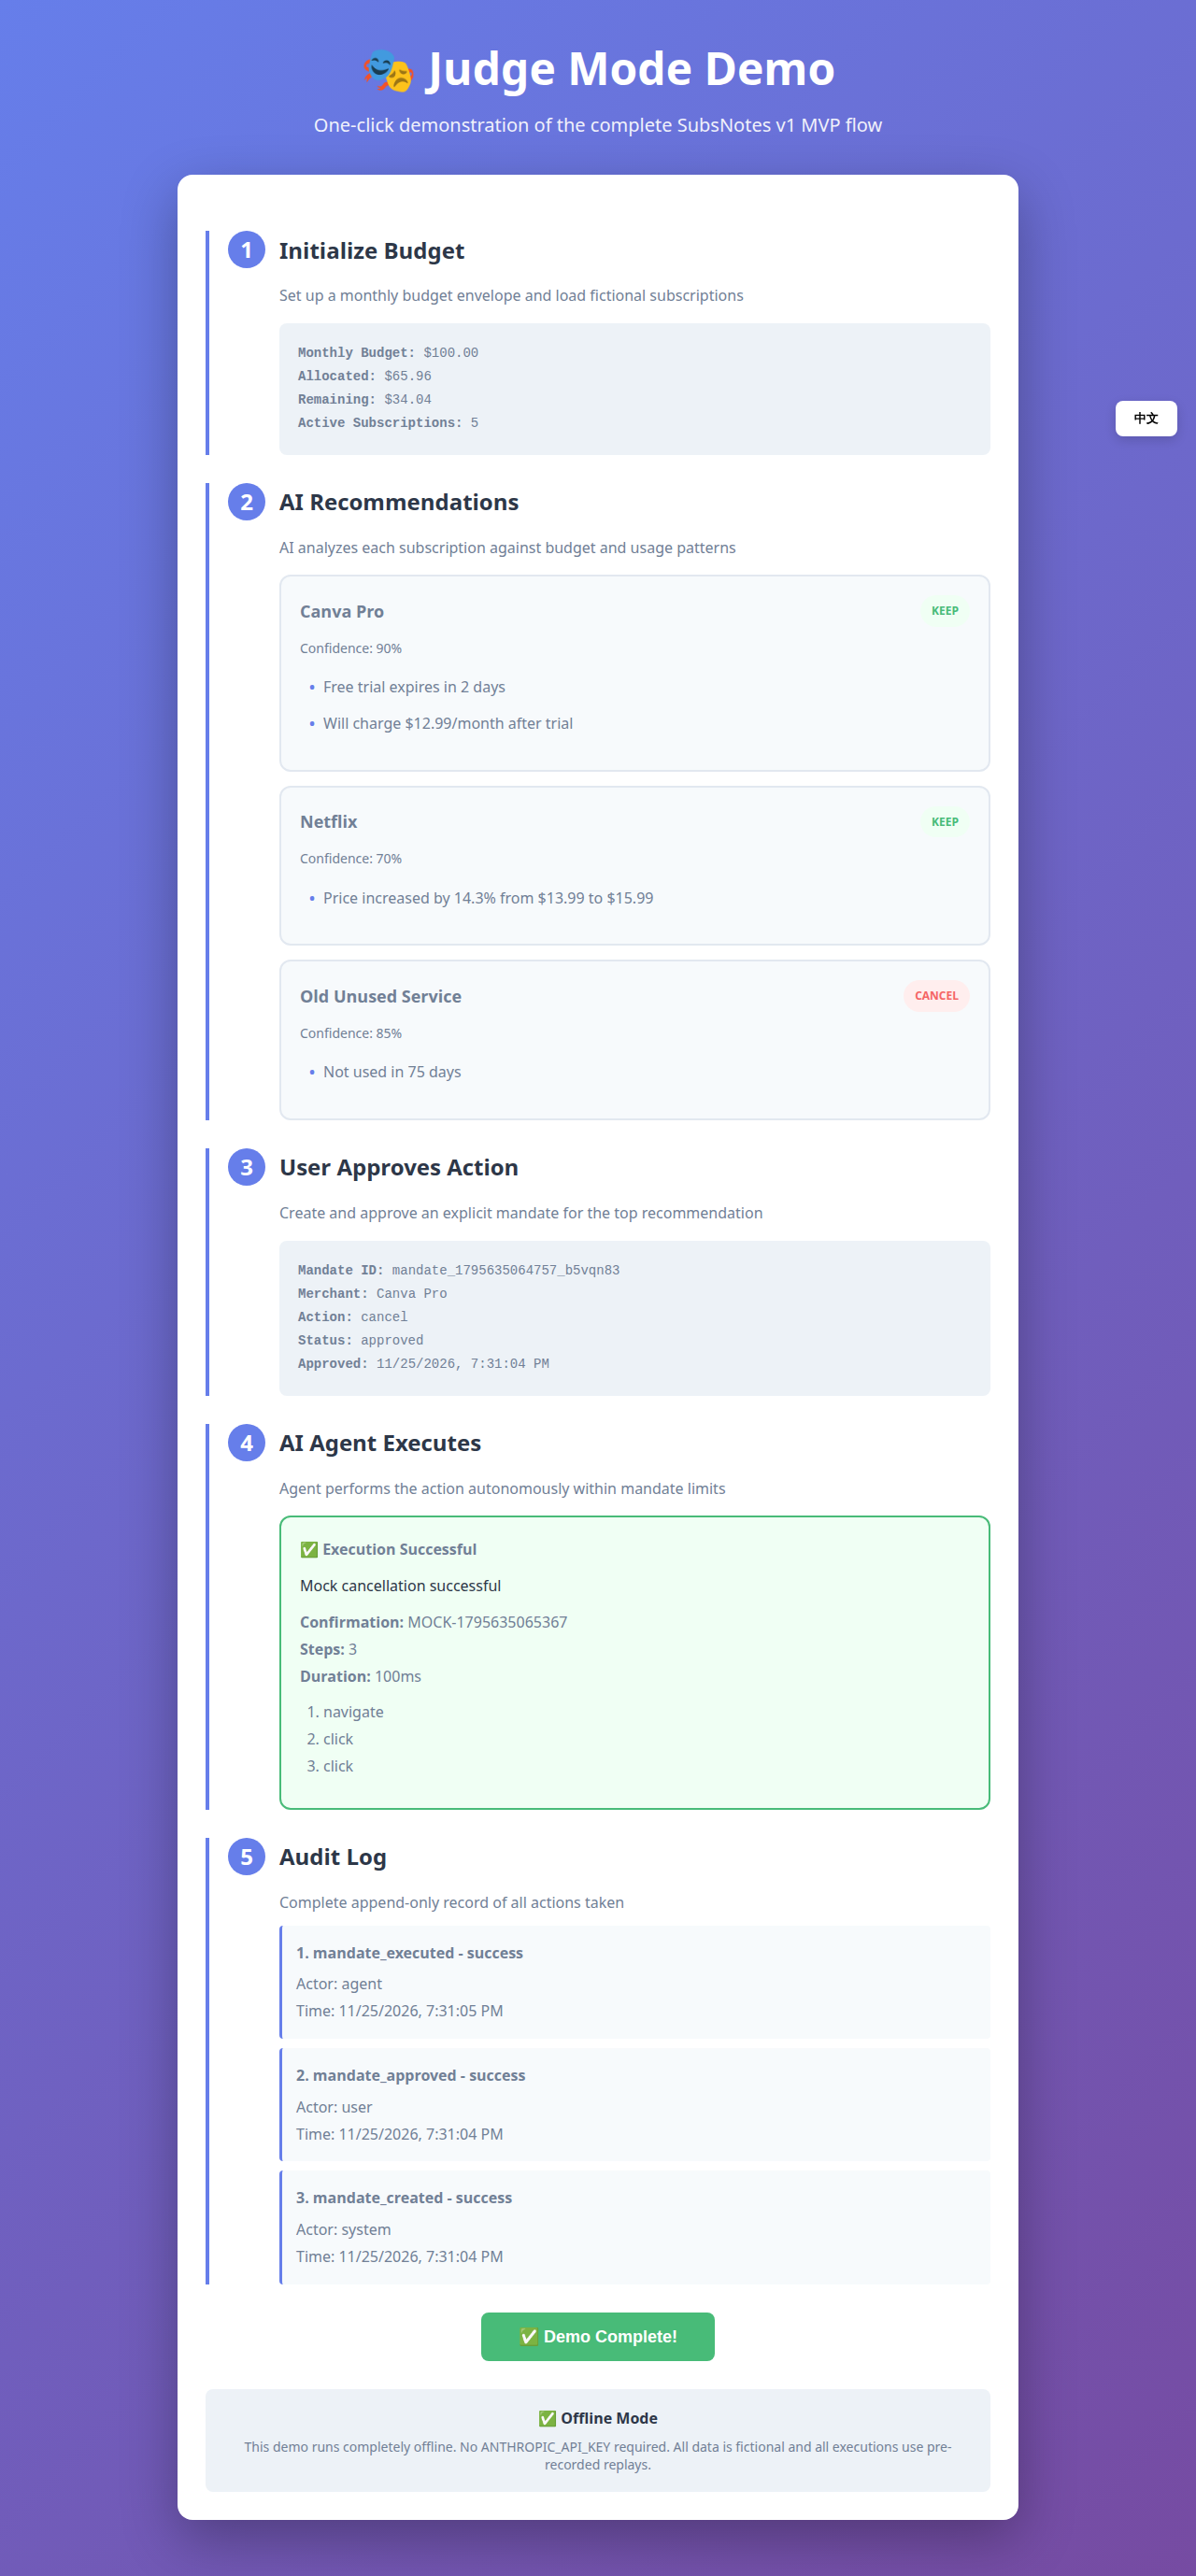 🎭 Judge Mode Demo
One-click demonstration of the complete SubsNotes v1 MVP flow
1 Initialize Budget
Set up a monthly budget envelope and load fictional subscriptions
Monthly Budget: $100.00
Allocated: $65.96
Remaining: $34.04
Active Subscriptions: 5
中文
2 AI Recommendations
AI analyzes each subscription against budget and usage patterns
Canva Pro KEEP
Confidence: 90%
• Free trial expires in 2 days
• Will charge $12.99/month after trial
Netflix KEEP
Confidence: 70%
• Price increased by 14.3% from $13.99 to $15.99
Old Unused Service CANCEL
Confidence: 85%
• Not used in 75 days
3 User Approves Action
Create and approve an explicit mandate for the top recommendation
Mandate ID: mandate_1795635064757_b5vqn83
Merchant: Canva Pro
Action: cancel
Status: approved
Approved: 11/25/2026, 7:31:04 PM
4 AI Agent Executes
Agent performs the action autonomously within mandate limits
✅ Execution Successful
Mock cancellation successful
Confirmation: MOCK-1795635065367
Steps: 3
Duration: 100ms
1. navigate
2. click
3. click
5 Audit Log
Complete append-only record of all actions taken
1. mandate_executed - success
Actor: agent
Time: 11/25/2026, 7:31:05 PM
2. mandate_approved - success
Actor: user
Time: 11/25/2026, 7:31:04 PM
3. mandate_created - success
Actor: system
Time: 11/25/2026, 7:31:04 PM
✅ Demo Complete!
✅ Offline Mode
This demo runs completely offline. No ANTHROPIC_API_KEY required. All data is fictional and all executions use pre-
recorded replays.